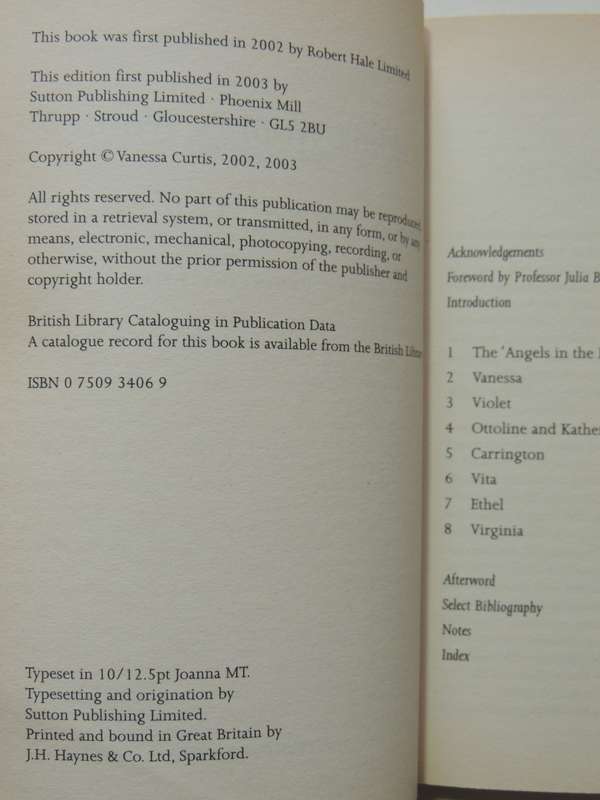 This book was first published in 2002 by Robert Hale Limited
This edition first published in 2003 by
Sutton Publishing Limited · Phoenix Mill
Thrupp · Stroud · Gloucestershire · GL5 2BU
Copyright © Vanessa Curtis, 2002, 2003
All rights reserved. No part of this publication may be reproduced,
stored in a retrieval system, or transmitted, in any form, or by any
means, electronic, mechanical, photocopying, recording, or
otherwise, without the prior permission of the publisher and
copyright holder.
British Library Cataloguing in Publication Data
A catalogue record for this book is available from the British
ISBN 0 7509 3406 9
Typeset in 10/12.5pt Joanna MT.
Typesetting and origination by
Sutton Publishing Limited.
Printed and bound in Great Britain by
J.H. Haynes & Co. Ltd, Sparkford.
Acknowledgements
Foreword by Professor Julia B
Introduction
1 The 'Angels in the
2 Vanessa
3 Violet
4 Ottoline and Kathe
5 Carrington
6 Vita
7 Ethel
8 Virginia
Afterword
Select Bibliography
Notes
Index